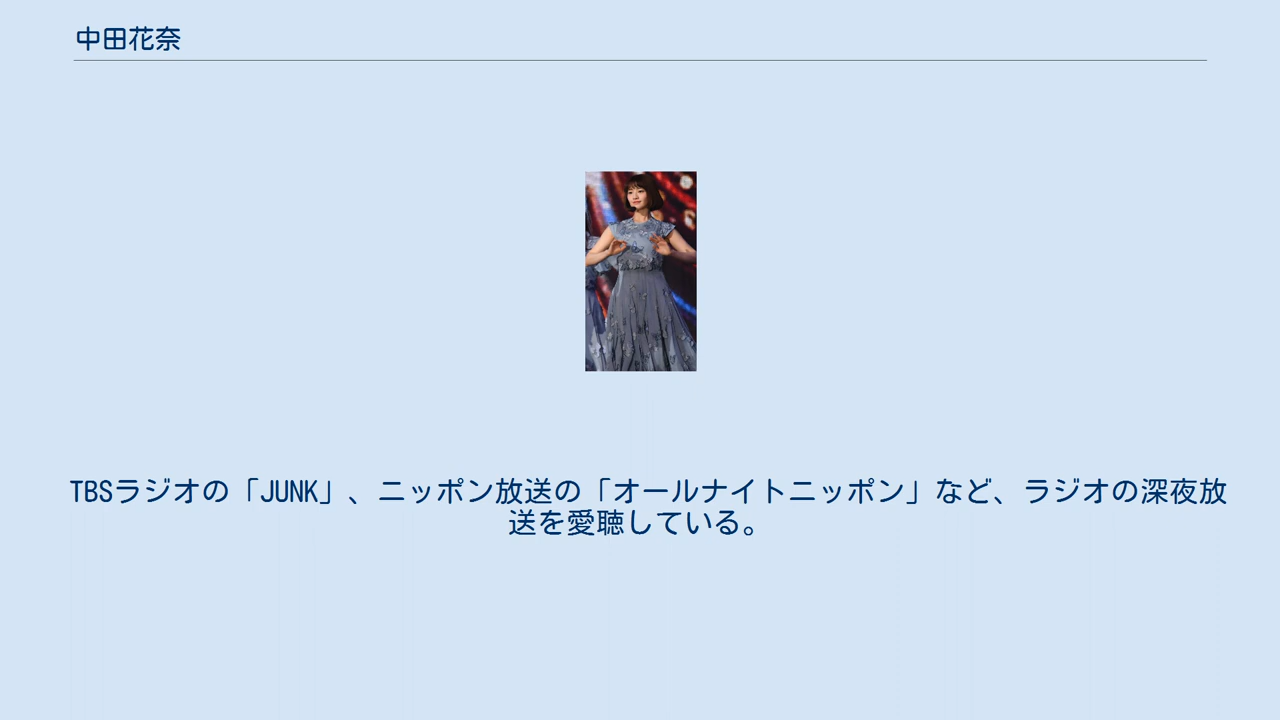 中田花奈
TBSラジオの「JUNK」、ニッポン放送の「オールナイトニッポン」など、ラジオの深夜放
送を愛聴している。